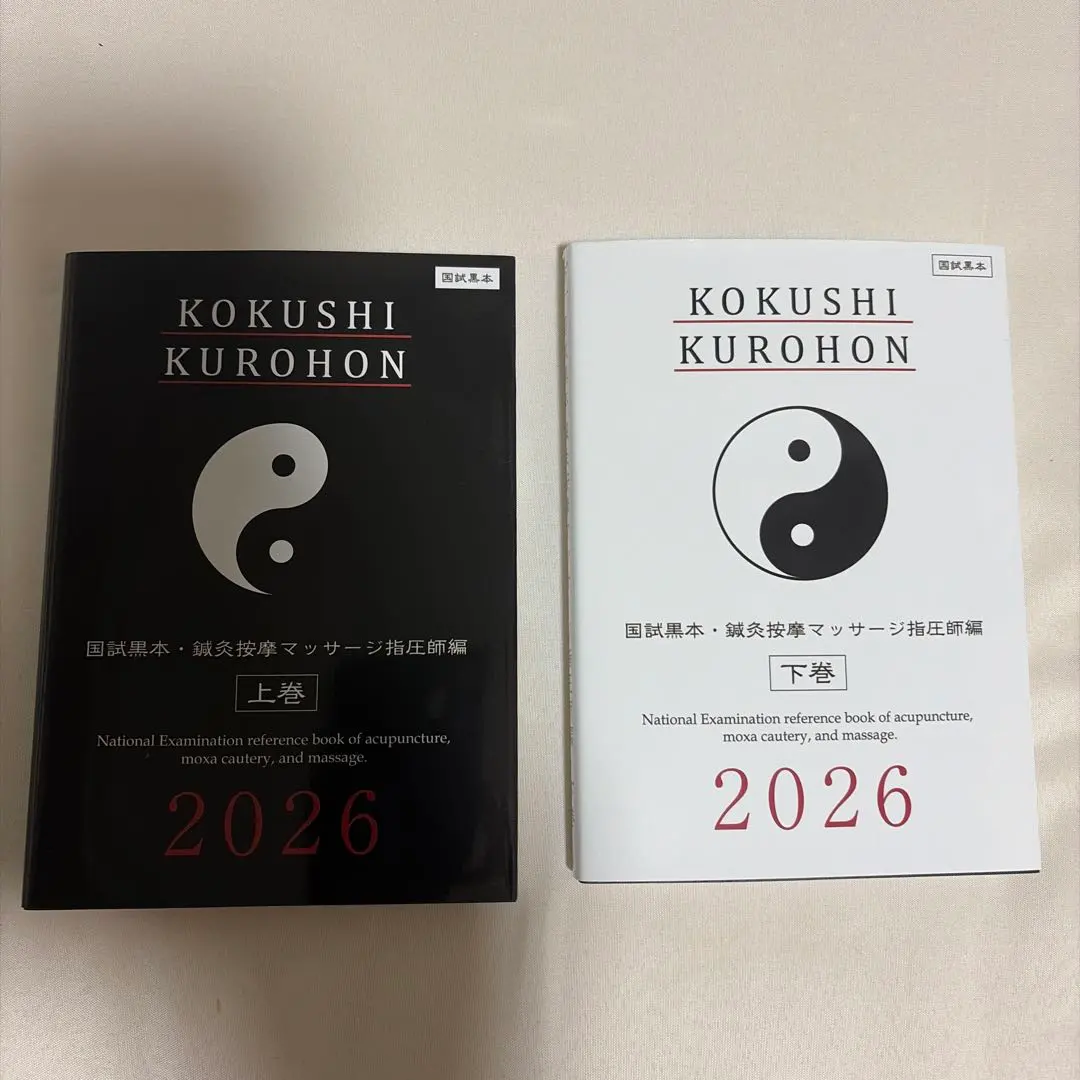 国試黒本
KOKUSHI
KUROHON
国試黒本・鍼灸按摩マッサージ指圧師編
上巻
National Examination reference book of acupuncture,
moxa cautery, and massage.
2026
国試黒本
KOKUSHI
KUROHON
国試黒本・鍼灸按摩マッサージ指圧師編
下巻
National Examination reference book of acupuncture,
moxa cautery, and massage.
2026